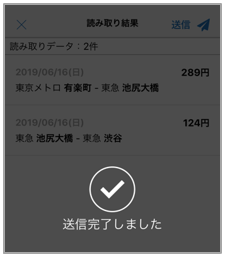 読み取り結果
送信
読み取りデータ：2件
2019/06/16(日)
289円
東京メトロ 有楽町 - 東急 池尻大橋
2019/06/16(日)
124円
東急 池尻大橋 - 東急 渋谷
送信完了しました